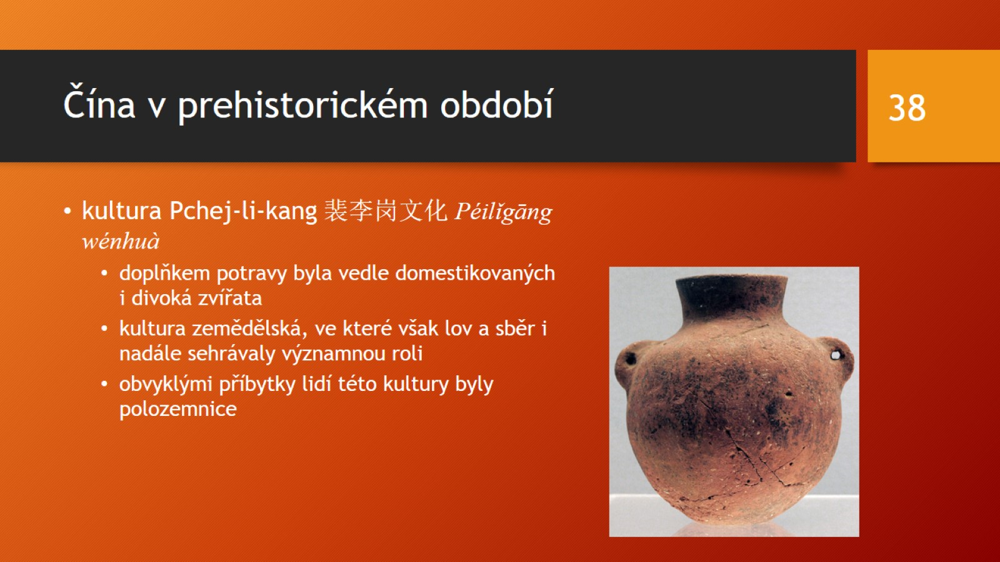 Čína v prehistorickém období
38
• kultura Pchej-li-kang 裴李岗文化 Péilǐgāng
wénhuà
• doplňkem potravy byla vedle domestikovaných
i divoká zvířata
• kultura zemědělská, ve které však lov a sběr i
nadále sehrávaly významnou roli
• obvyklými příbytky lidí této kultury byly
polozemnice